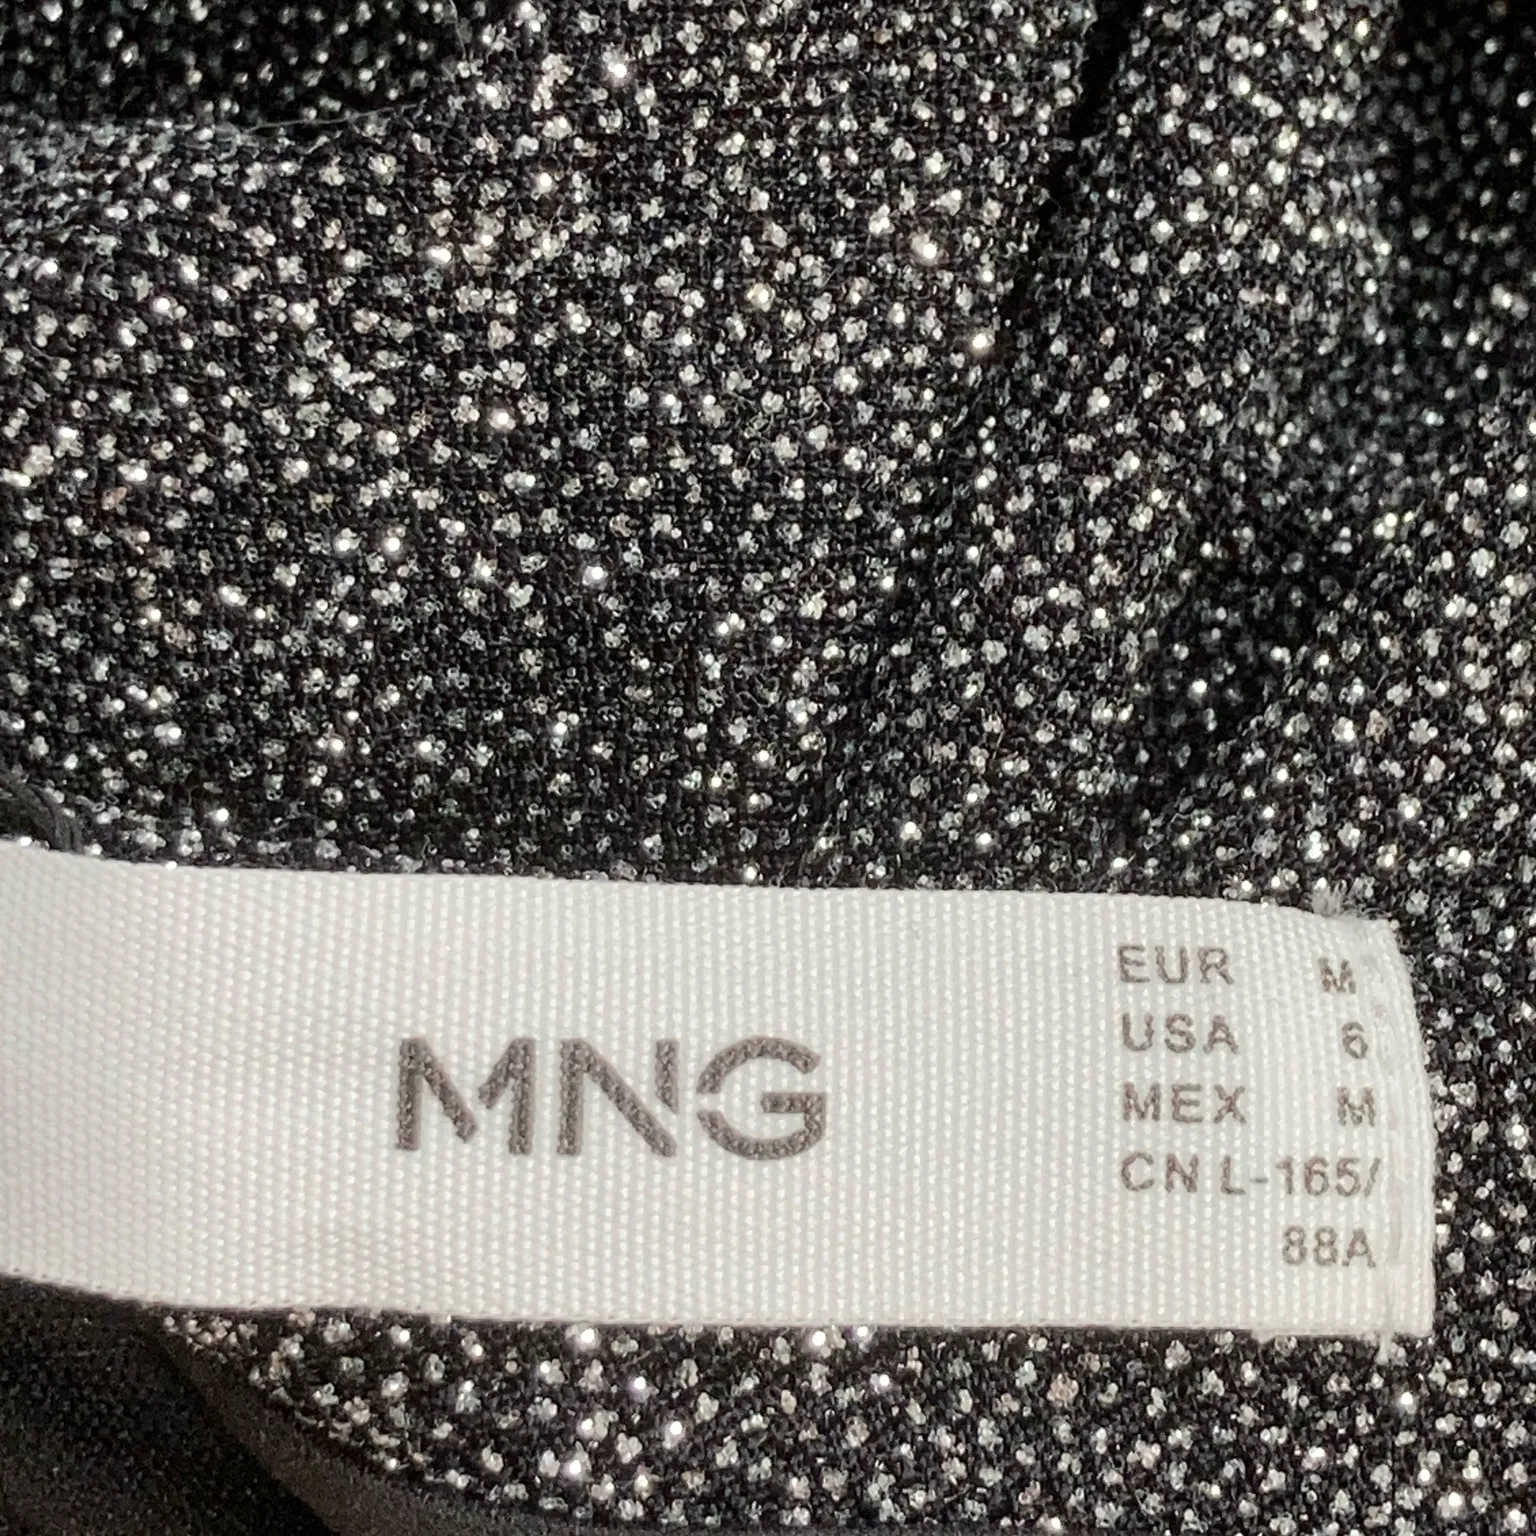 MNG
EUR M
USA 6
MEX M
CN L-165/
88A